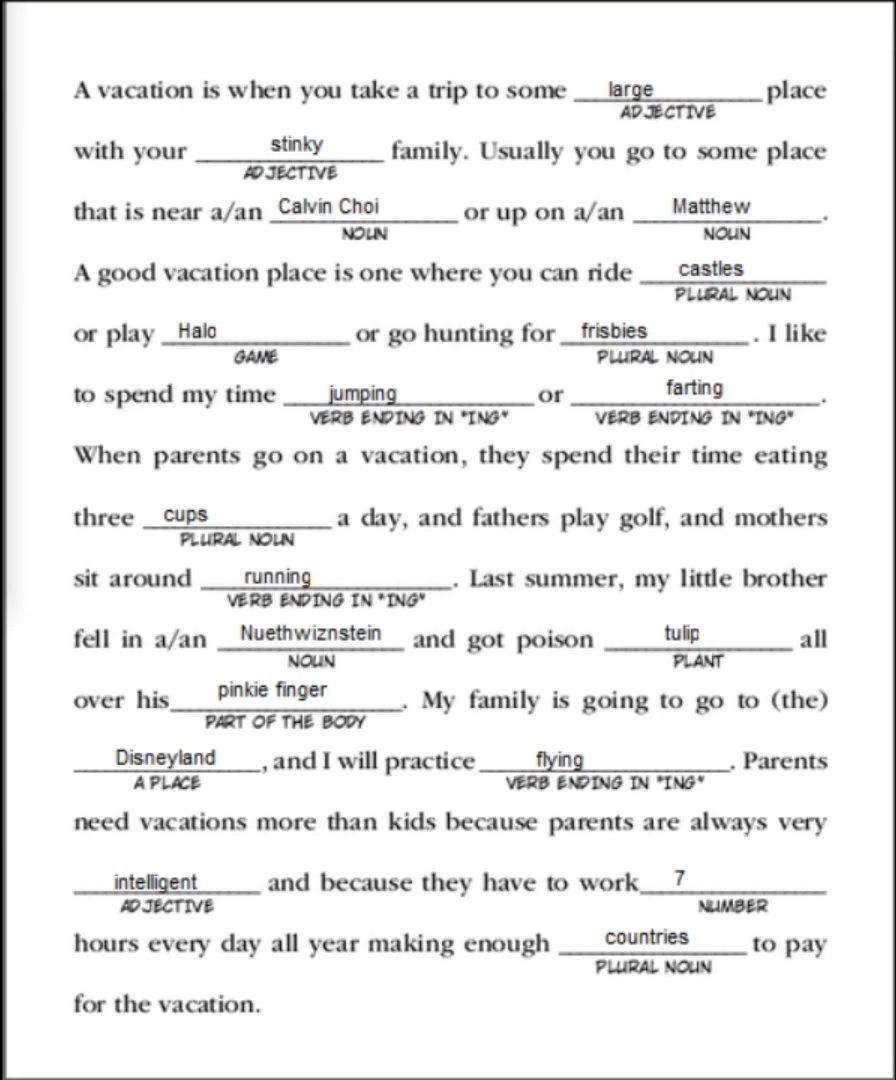 A vacation is when you take a trip to some large place
ADJECTIVE
with your stinky family. Usually you go to some place
ADJECTIVE
that is near a/an Calvin Choi or up on a/an Matthew.
NOUN NOUN
A good vacation place is one where you can ride castles
PLURAL NOUN
or play Halo or go hunting for frisbies. I like
GAME PLURAL NOUN
to spend my time jumping or farting.
VERB ENDING IN "ING" VERB ENDING IN "ING"
When parents go on a vacation, they spend their time eating
three cups a day, and fathers play golf, and mothers
PLURAL NOUN
sit around running. Last summer, my little brother
VERB ENDING IN "ING"
fell in a/an Nuethwiznstein and got poison tulip all
NOUN PLANT
over his pinkie finger. My family is going to go to (the)
PART OF THE BODY
Disneyland, and I will practice flying. Parents
A PLACE VERB ENDING IN "ING"
need vacations more than kids because parents are always very
intelligent and because they have to work 7
ADJECTIVE NUMBER
hours every day all year making enough countries to pay
PLURAL NOUN
for the vacation.